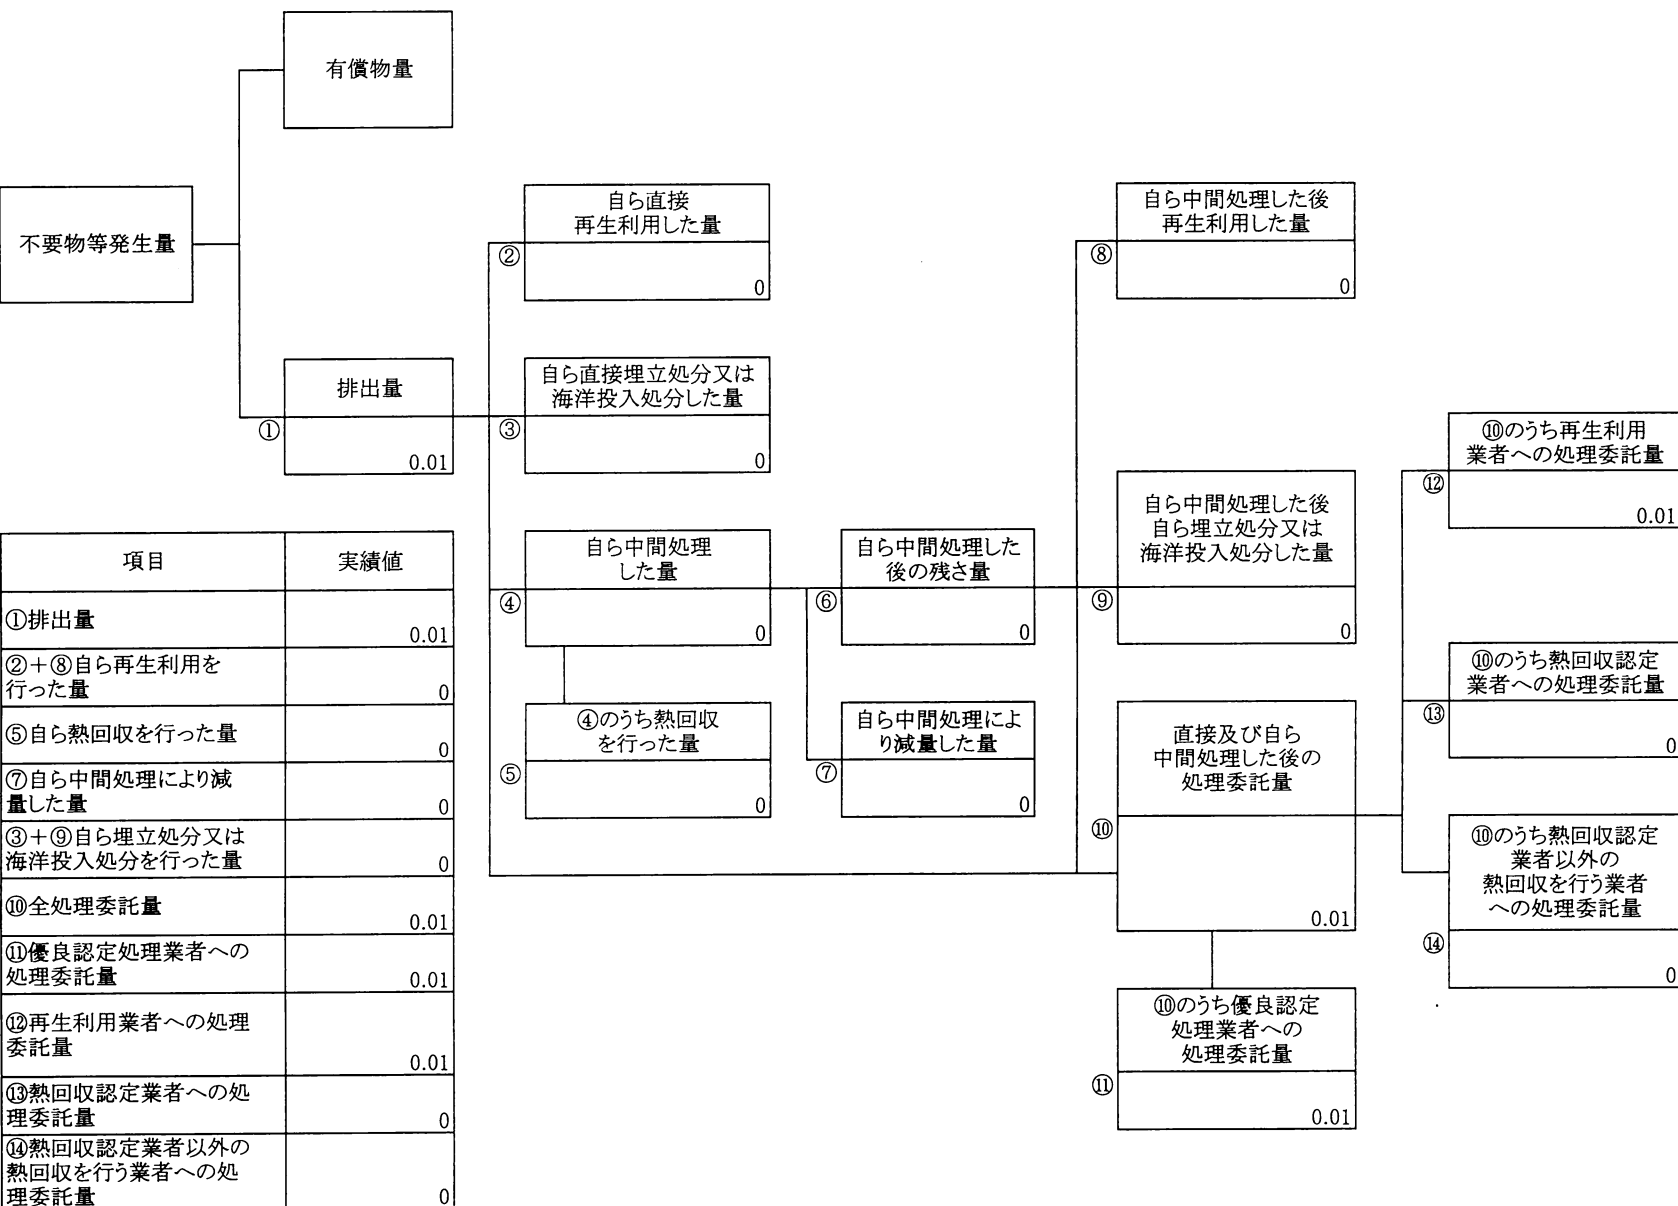 有償物量
不要物等発生量
自ら直接
再生利用した量
②
0
自ら中間処理した後
再生利用した量
⑧
0
排出量
①
0.01
自ら直接埋立処分又は
海洋投入処分した量
③
0
⑩のうち再生利用
業者への処理委託量
⑫
0.01
自ら中間処理
した量
④
0
自ら中間処理した
後の残さ量
⑥
0
自ら中間処理した後
自ら埋立処分又は
海洋投入処分した量
⑨
0
⑩のうち熱回収認定
業者への処理委託量
⑬
0
④のうち熱回収
を行った量
⑤
0
自ら中間処理によ
り減量した量
⑦
0
直接及び自ら
中間処理した後の
処理委託量
⑩
0.01
⑩のうち熱回収認定
業者以外の
熱回収を行う業者
への処理委託量
⑭
0
⑩のうち優良認定
処理業者への
処理委託量
⑪
0.01
項目 実績値
①排出量
0.01
②+⑧自ら再生利用を
行った量
0
⑤自ら熱回収を行った量
0
⑦自ら中間処理により減
量した量
0
③+⑨自ら埋立処分又は
海洋投入処分を行った量
0
⑩全処理委託量
0.01
⑪優良認定処理業者への
処理委託量
0.01
⑫再生利用業者への処理
委託量
0.01
⑬熱回収認定業者への処
理委託量
0
⑭熱回収認定業者以外の
熱回収を行う業者への処
理委託量
0